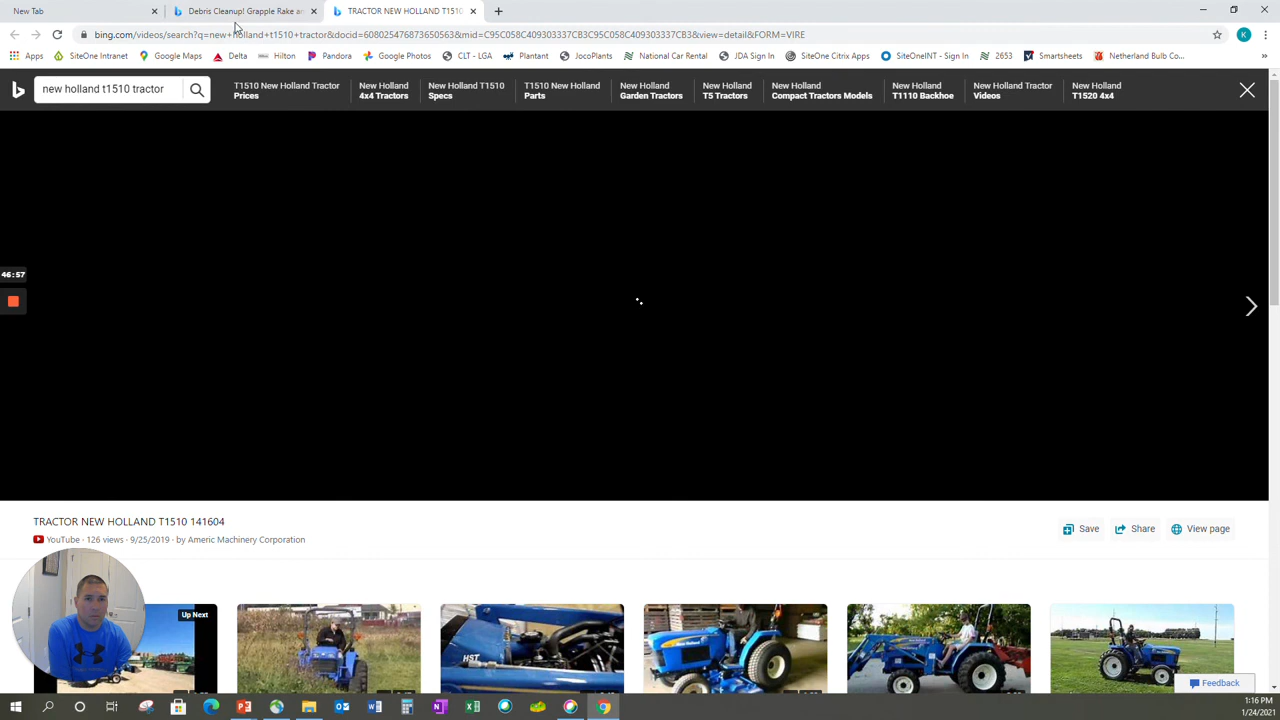 New Tab
Debris Cleanup! Grapple Rake an
TRACTOR NEW HOLLAND T1510
bing.com/videos/search?q=new+holland+t1510+tractor&docid=608025476873650563&mid=C95C058C409303337CB3C95C058C409303337CB3&view=detail&FORM=VIRE
K
Apps
SiteOne Intranet
Google Maps
Delta
Hilton
Pandora
Google Photos
CLT - LGA
Plantant
JocoPlants
National Car Rental
JDA Sign In
SiteOne Citrix Apps
SiteOneINT - Sign In
2653
Smartsheets
Netherland Bulb Co...
new holland t1510 tractor
T1510 New Holland Tractor
Prices
New Holland
4x4 Tractors
New Holland T1510
Specs
T1510 New Holland
Parts
New Holland
Garden Tractors
New Holland
T5 Tractors
New Holland
Compact Tractors Models
New Holland
T1110 Backhoe
New Holland Tractor
Videos
New Holland
T1520 4x4
46:57
TRACTOR NEW HOLLAND T1510 141604
YouTube · 126 views · 9/25/2019 · by Americ Machinery Corporation
Save
Share
View page
Up Next
HST
Feedback
1:16 PM
1/24/2021